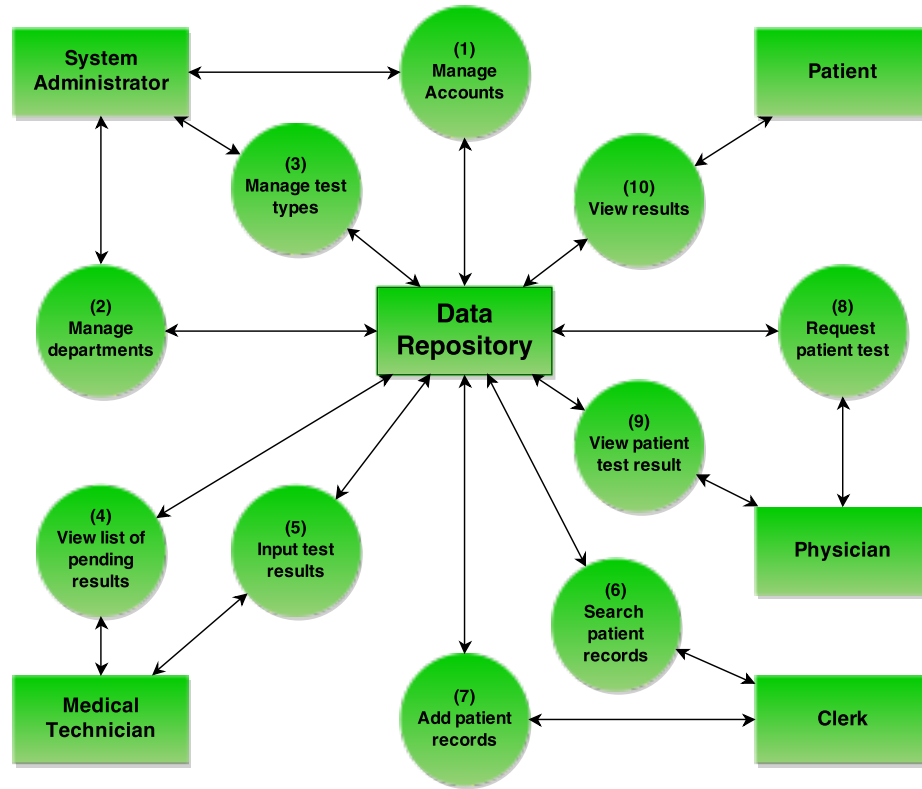 System
Administrator
(1)
Manage
Accounts
Patient
(3)
Manage test
types
(10)
View results
(2)
Manage
departments
Data
Repository
(8)
Request
patient test
(9)
View patient
test result
(4)
View list of
pending
results
(5)
Input test
results
Physician
(6)
Search
patient
records
Medical
Technician
(7)
Add patient
records
Clerk